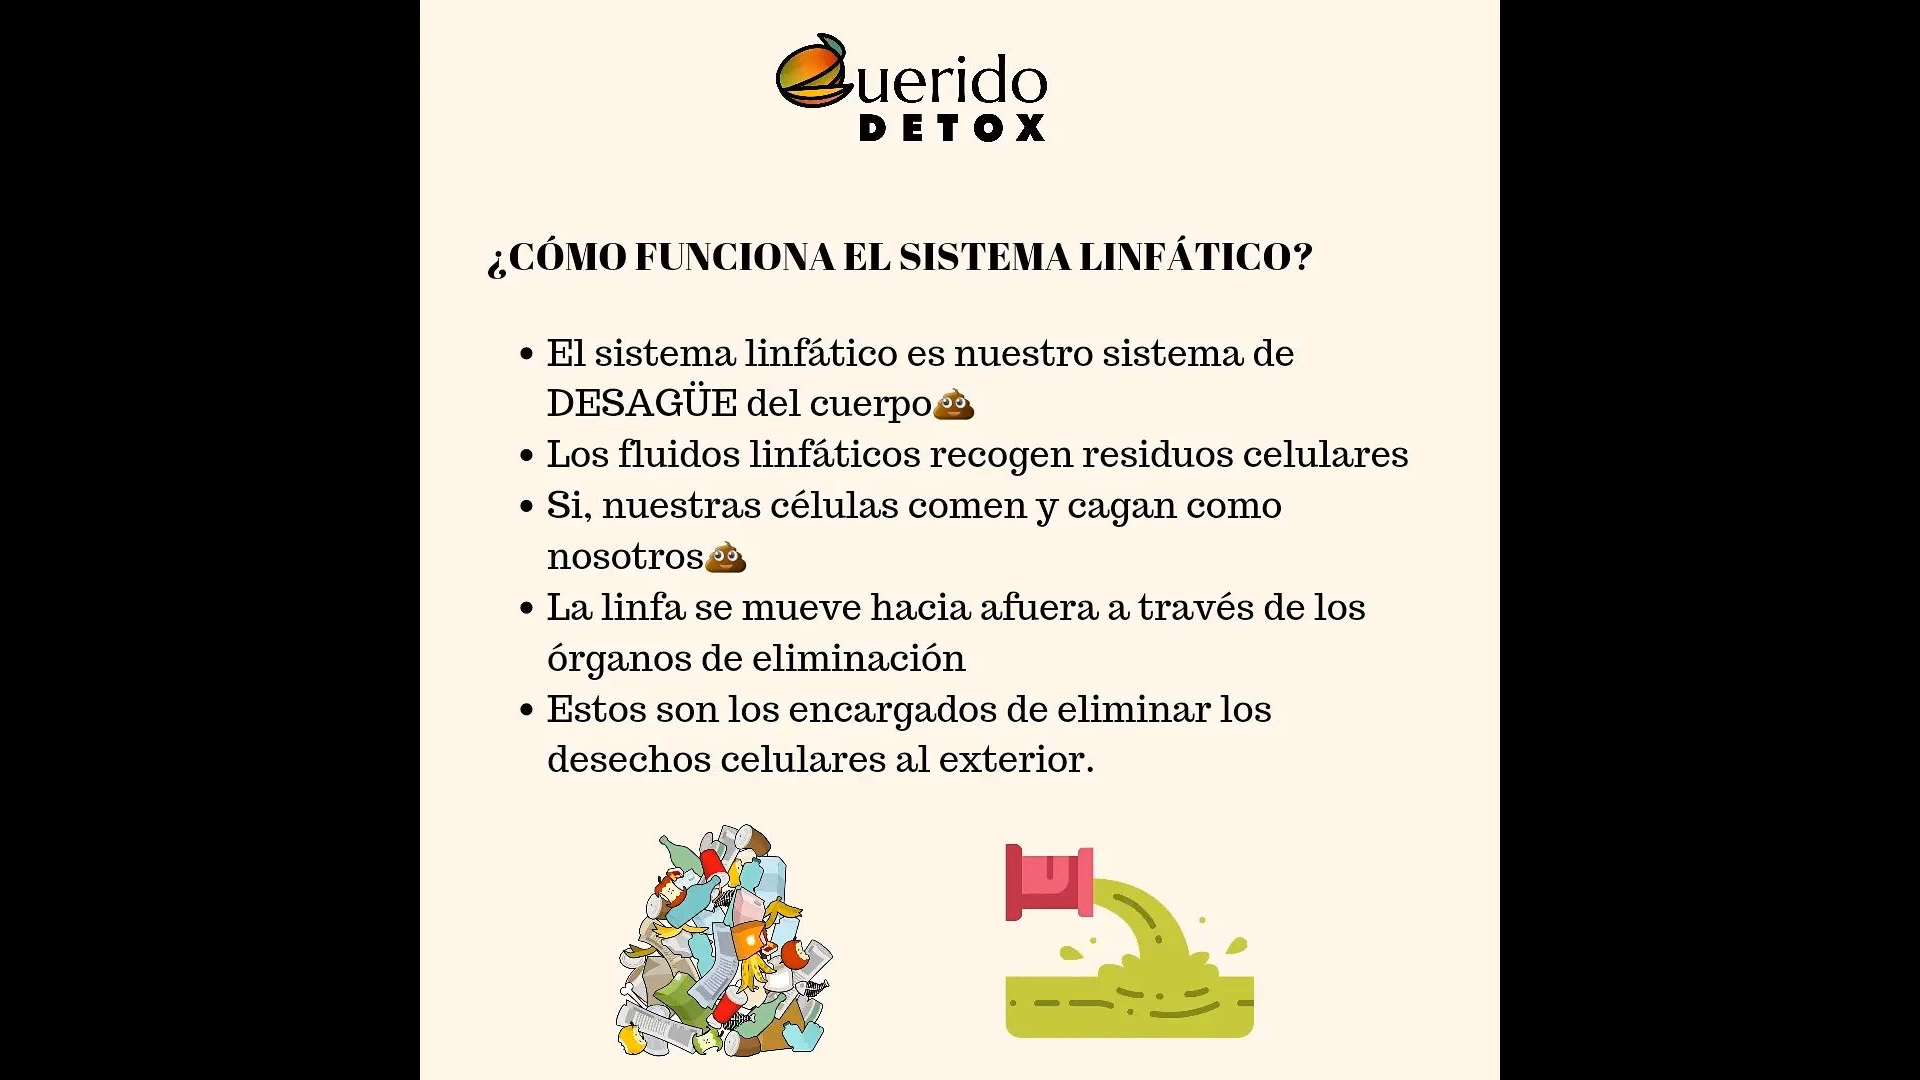 Querido
DETOX
¿CÓMO FUNCIONA EL SISTEMA LINFÁTICO?
• El sistema linfático es nuestro sistema de
DESAGÜE del cuerpo💩
• Los fluidos linfáticos recogen residuos celulares
• Si, nuestras células comen y cagan como
nosotros💩
• La linfa se mueve hacia afuera a través de los
órganos de eliminación
• Estos son los encargados de eliminar los
desechos celulares al exterior.